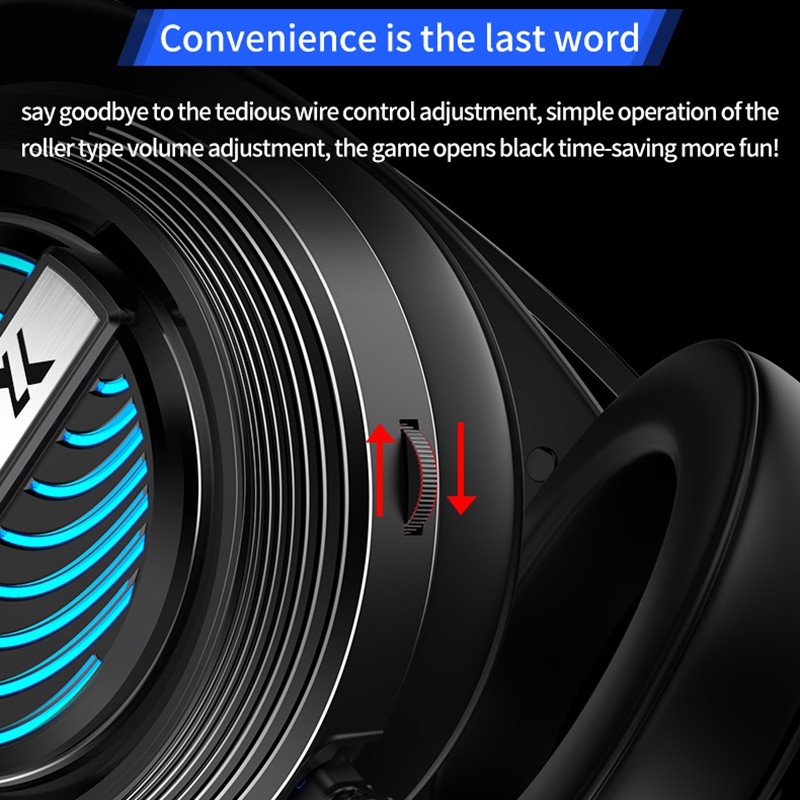 Convenience is the last word
say goodbye to the tedious wire control adjustment, simple operation of the
roller type volume adjustment, the game opens black time-saving more fun!